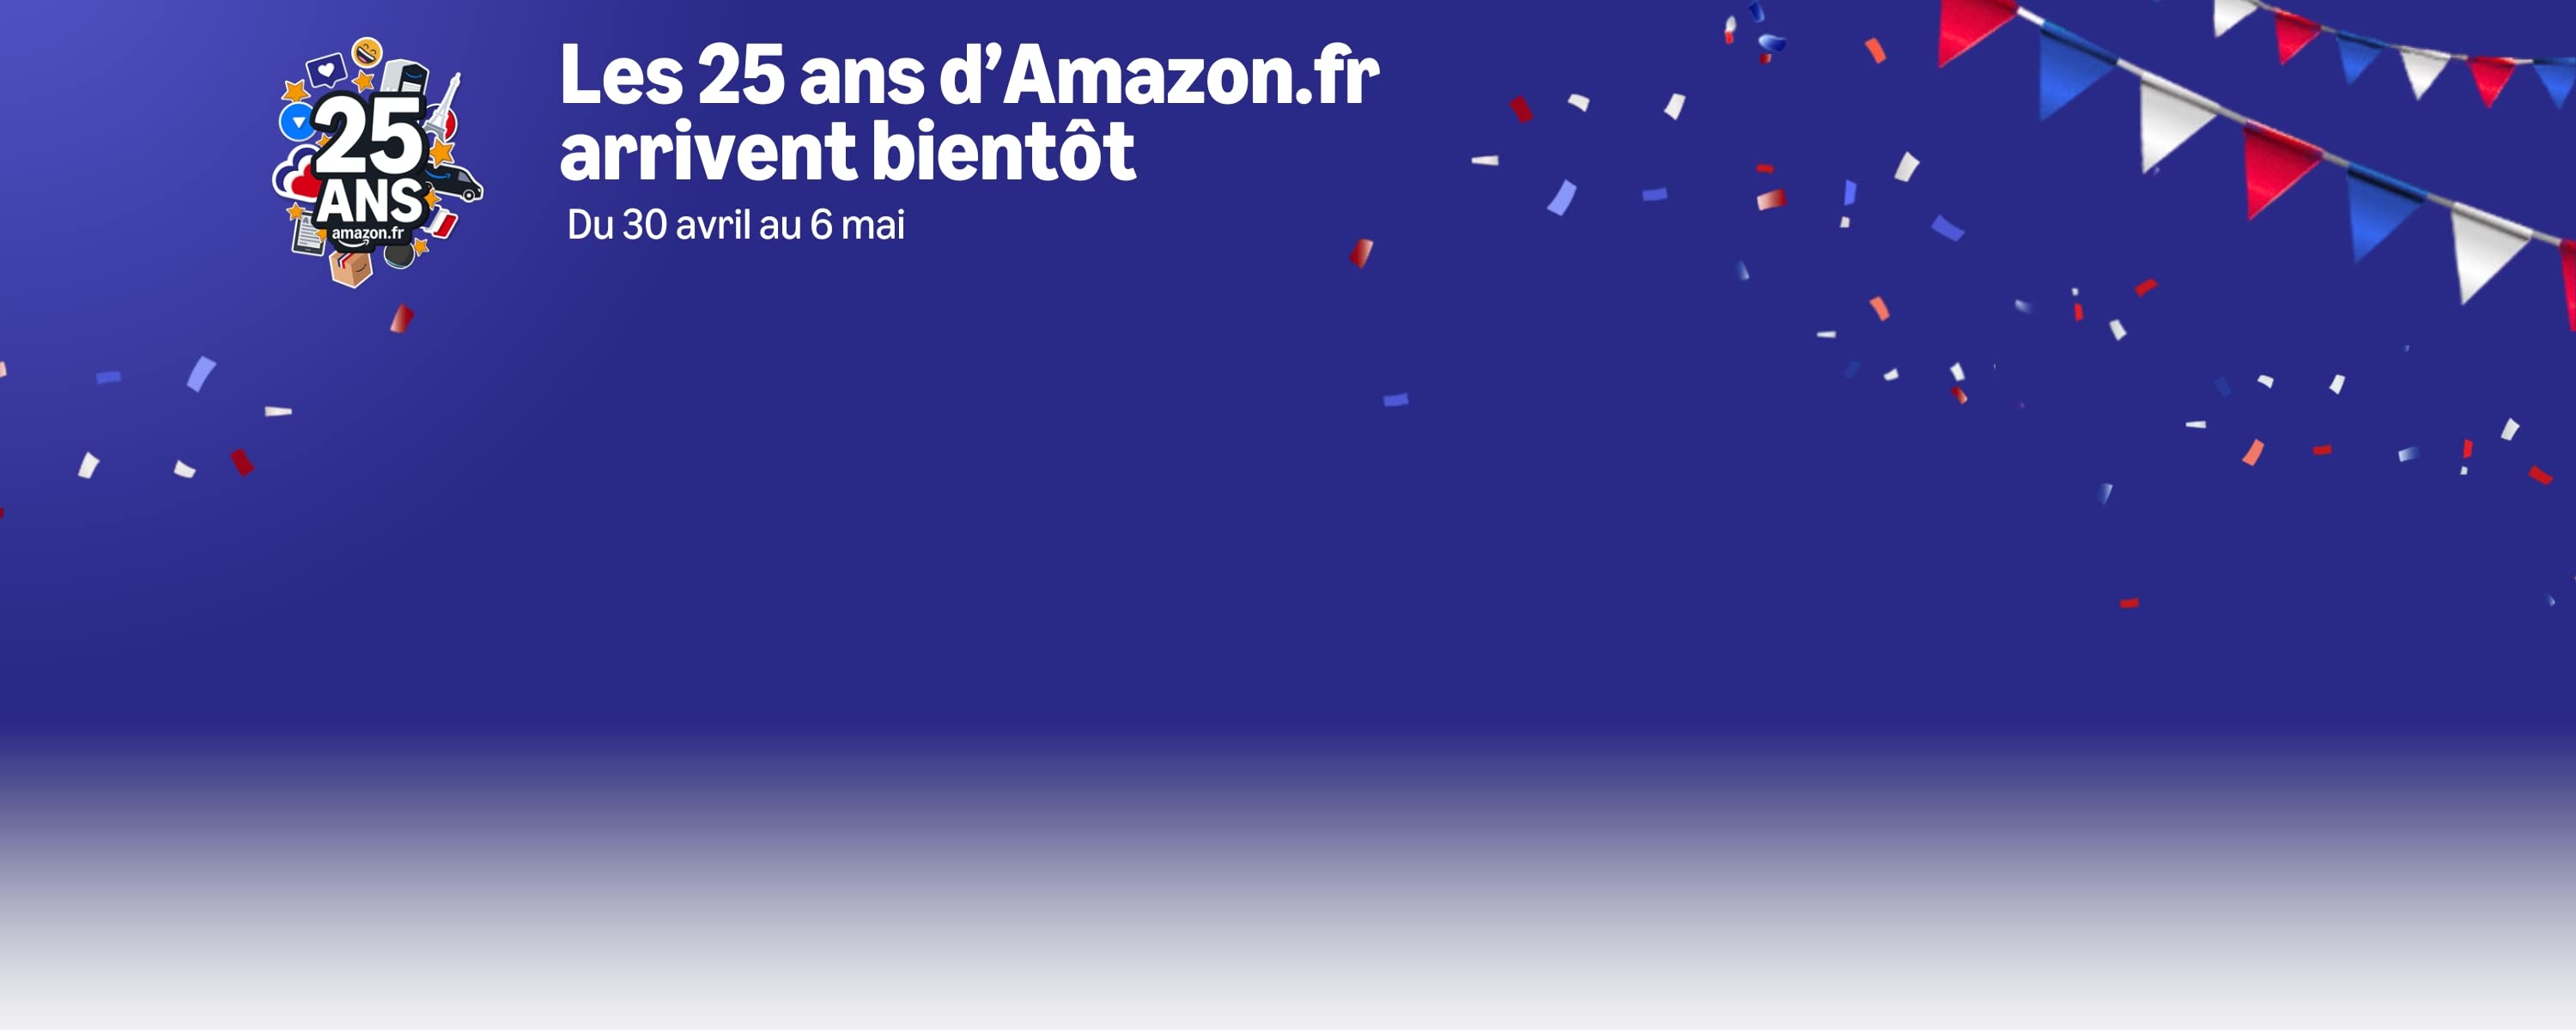 25
ANS
amazon.fr
Les 25 ans d’Amazon.fr
arrivent bientôt
Du 30 avril au 6 mai